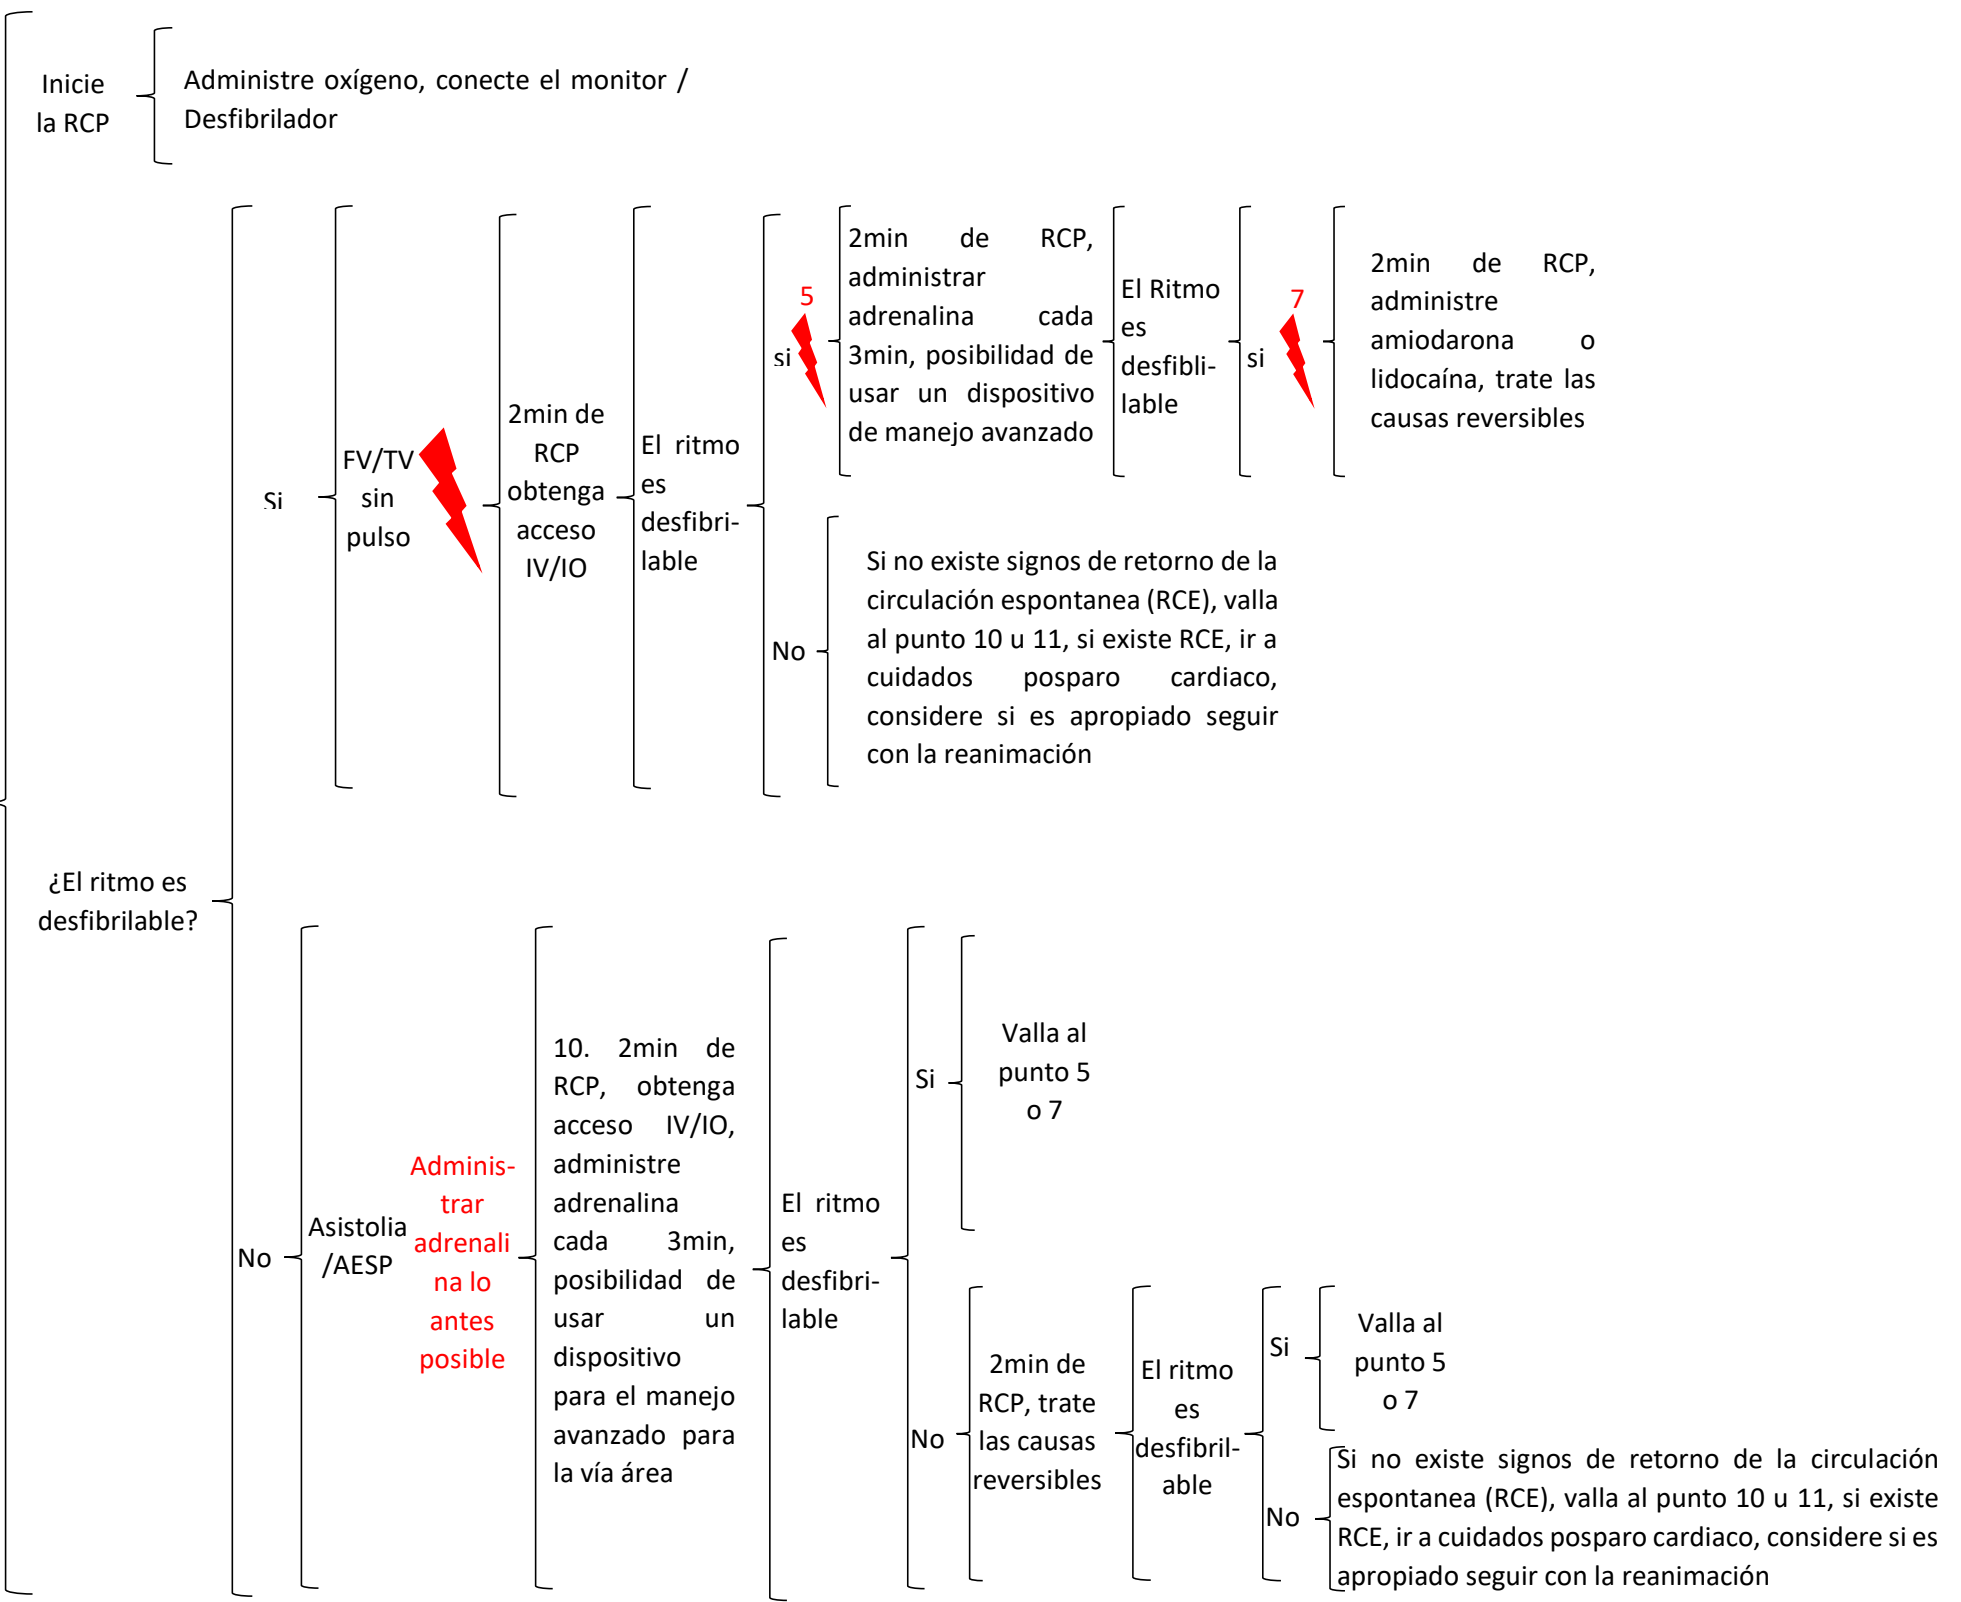 Inicie
la RCP
Administre oxígeno, conecte el monitor /
Desfibrilador
¿El ritmo es
desfibrilable?
Si
FV/TV
sin
pulso
2min de
RCP
obtenga
acceso
IV/IO
El ritmo
es
desfibri-
lable
si
5
2min de RCP,
administrar
adrenalina cada
3min, posibilidad de
usar un dispositivo
de manejo avanzado
El Ritmo
es
desfibli-
lable
si
7
2min de RCP,
administre
amiodarona o
lidocaína, trate las
causas reversibles
No
Si no existe signos de retorno de la
circulación espontanea (RCE), valla
al punto 10 u 11, si existe RCE, ir a
cuidados posparo cardiaco,
considere si es apropiado seguir
con la reanimación
No
Asistolia
/AESP
Adminis-
trar
adrenali
na lo
antes
posible
10. 2min de
RCP, obtenga
acceso IV/IO,
administre
adrenalina
cada 3min,
posibilidad de
usar un
dispositivo
para el manejo
avanzado para
la vía área
El ritmo
es
desfibri-
lable
Si
Valla al
punto 5
o 7
No
2min de
RCP, trate
las causas
reversibles
El ritmo
es
desfibril-
able
Si
Valla al
punto 5
o 7
No
Si no existe signos de retorno de la circulación
espontanea (RCE), valla al punto 10 u 11, si existe
RCE, ir a cuidados posparo cardiaco, considere si es
apropiado seguir con la reanimación